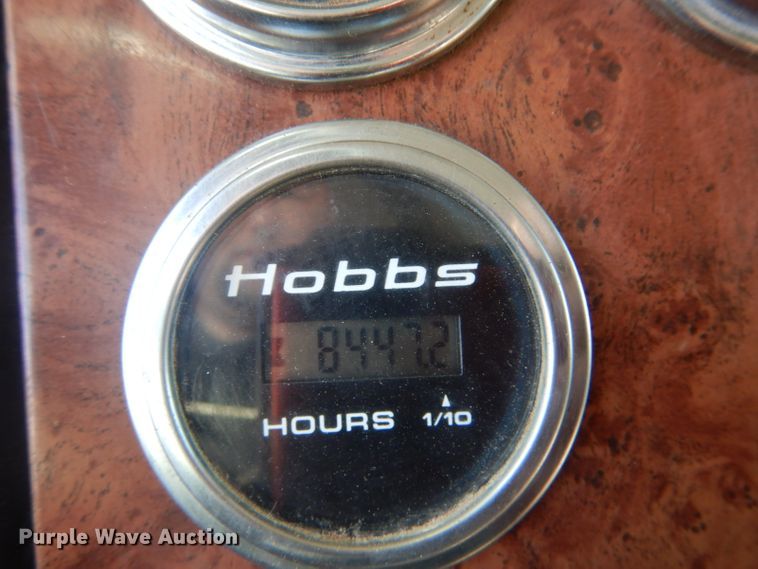 Hobbs
8447.2
HOURS 1/10
Purple Wave Auction